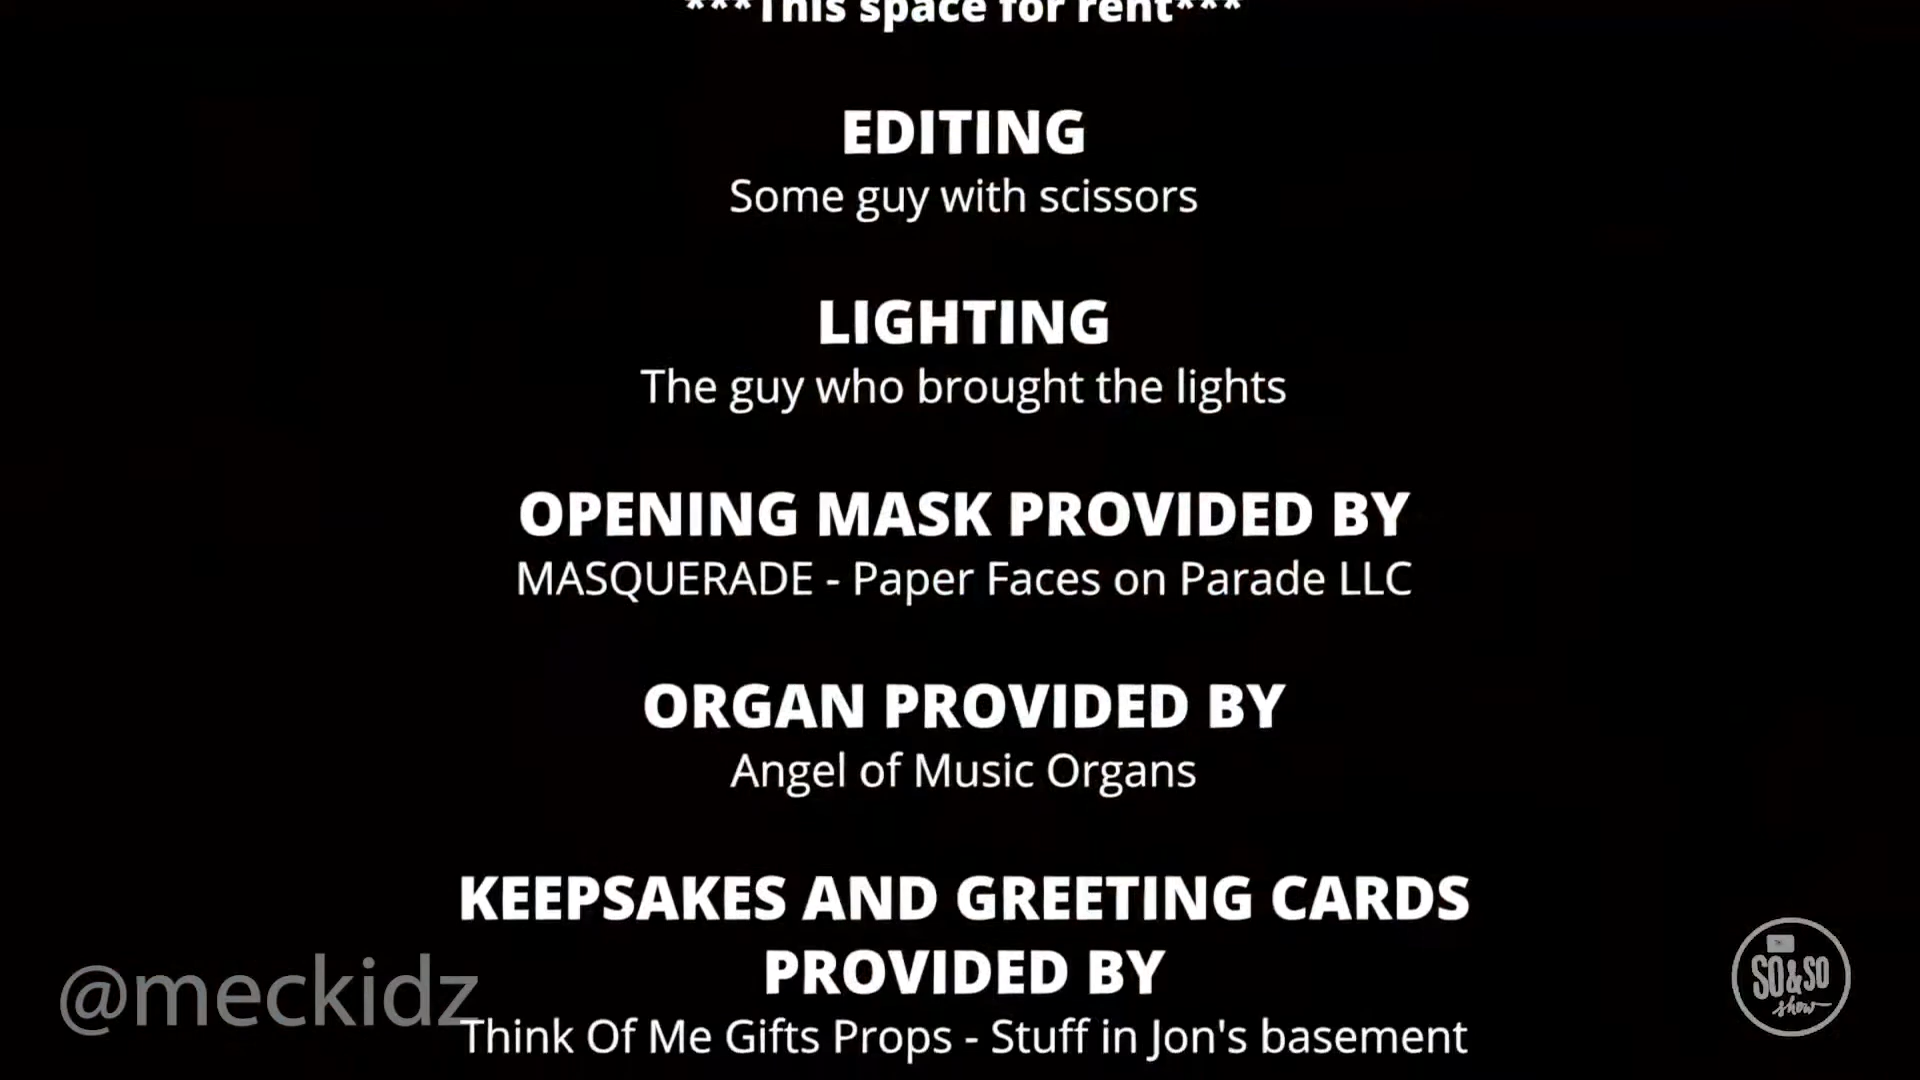 ***This space for rent***
EDITING
Some guy with scissors
LIGHTING
The guy who brought the lights
OPENING MASK PROVIDED BY
MASQUERADE - Paper Faces on Parade LLC
ORGAN PROVIDED BY
Angel of Music Organs
KEEPSAKES AND GREETING CARDS
PROVIDED BY
Think Of Me Gifts Props - Stuff in Jon's basement
@meckidz
SO&SO
show